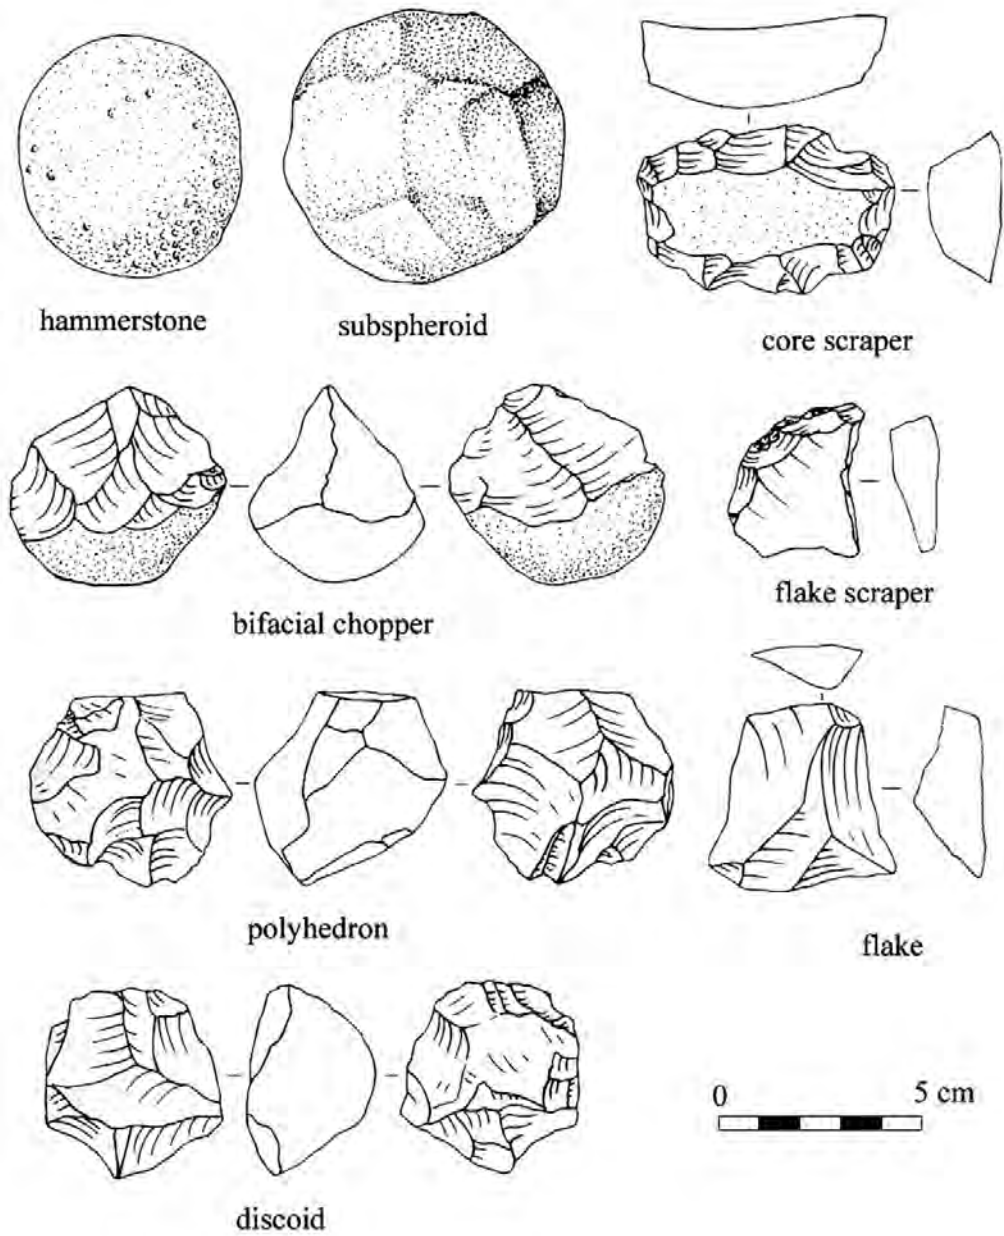 hammerstone
subspheroid
core scraper
bifacial chopper
flake scraper
polyhedron
flake
discoid
0 5 cm